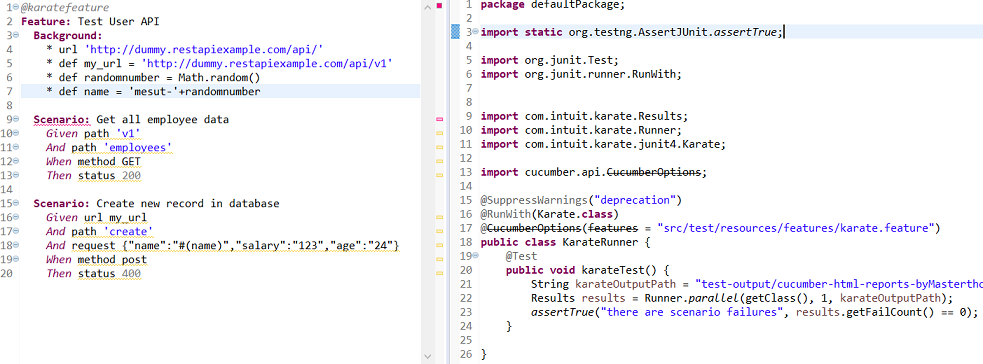 1 @karatefeature
2 Feature: Test User API
3 Background:
4 * url 'http://dummy.restapiexample.com/api/'
5 * def my_url = 'http://dummy.restapiexample.com/api/v1'
6 * def randomnumber = Math.random()
7 * def name = 'mesut-'+randomnumber
8
9 Scenario: Get all employee data
10 Given path 'v1'
11 And path 'employees'
12 When method GET
13 Then status 200
14
15 Scenario: Create new record in database
16 Given url my_url
17 And path 'create'
18 And request {"name":"#(name)","salary":"123","age":"24"}
19 When method post
20 Then status 400
1 package defaultPackage;
2
3 import static org.testng.AssertJUnit.assertTrue;
4
5 import org.junit.Test;
6 import org.junit.runner.RunWith;
7
8
9 import com.intuit.karate.Results;
10 import com.intuit.karate.Runner;
11 import com.intuit.karate.junit4.Karate;
12
13 import cucumber.api.CucumberOptions;
14
15 @SuppressWarnings("deprecation")
16 @RunWith(Karate.class)
17 @CucumberOptions(features = "src/test/resources/features/karate.feature")
18 public class KarateRunner {
19 @Test
20 public void karateTest() {
21 String karateOutputPath = "test-output/cucumber-html-reports-byMasterthc
22 Results results = Runner.parallel(getClass(), 1, karateOutputPath);
23 assertTrue("there are scenario failures", results.getFailCount() == 0);
24 }
25
26 }